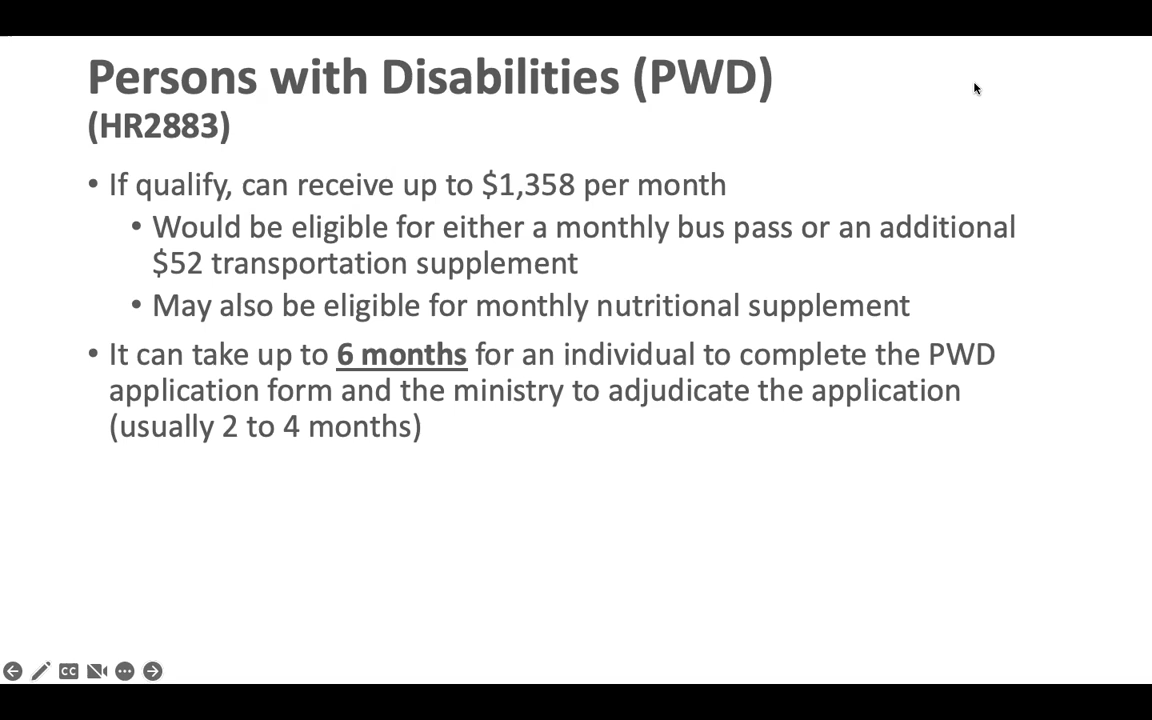 Persons with Disabilities (PWD)
(HR2883)
• If qualify, can receive up to $1,358 per month
• Would be eligible for either a monthly bus pass or an additional
$52 transportation supplement
• May also be eligible for monthly nutritional supplement
• It can take up to 6 months for an individual to complete the PWD
application form and the ministry to adjudicate the application
(usually 2 to 4 months)
CC